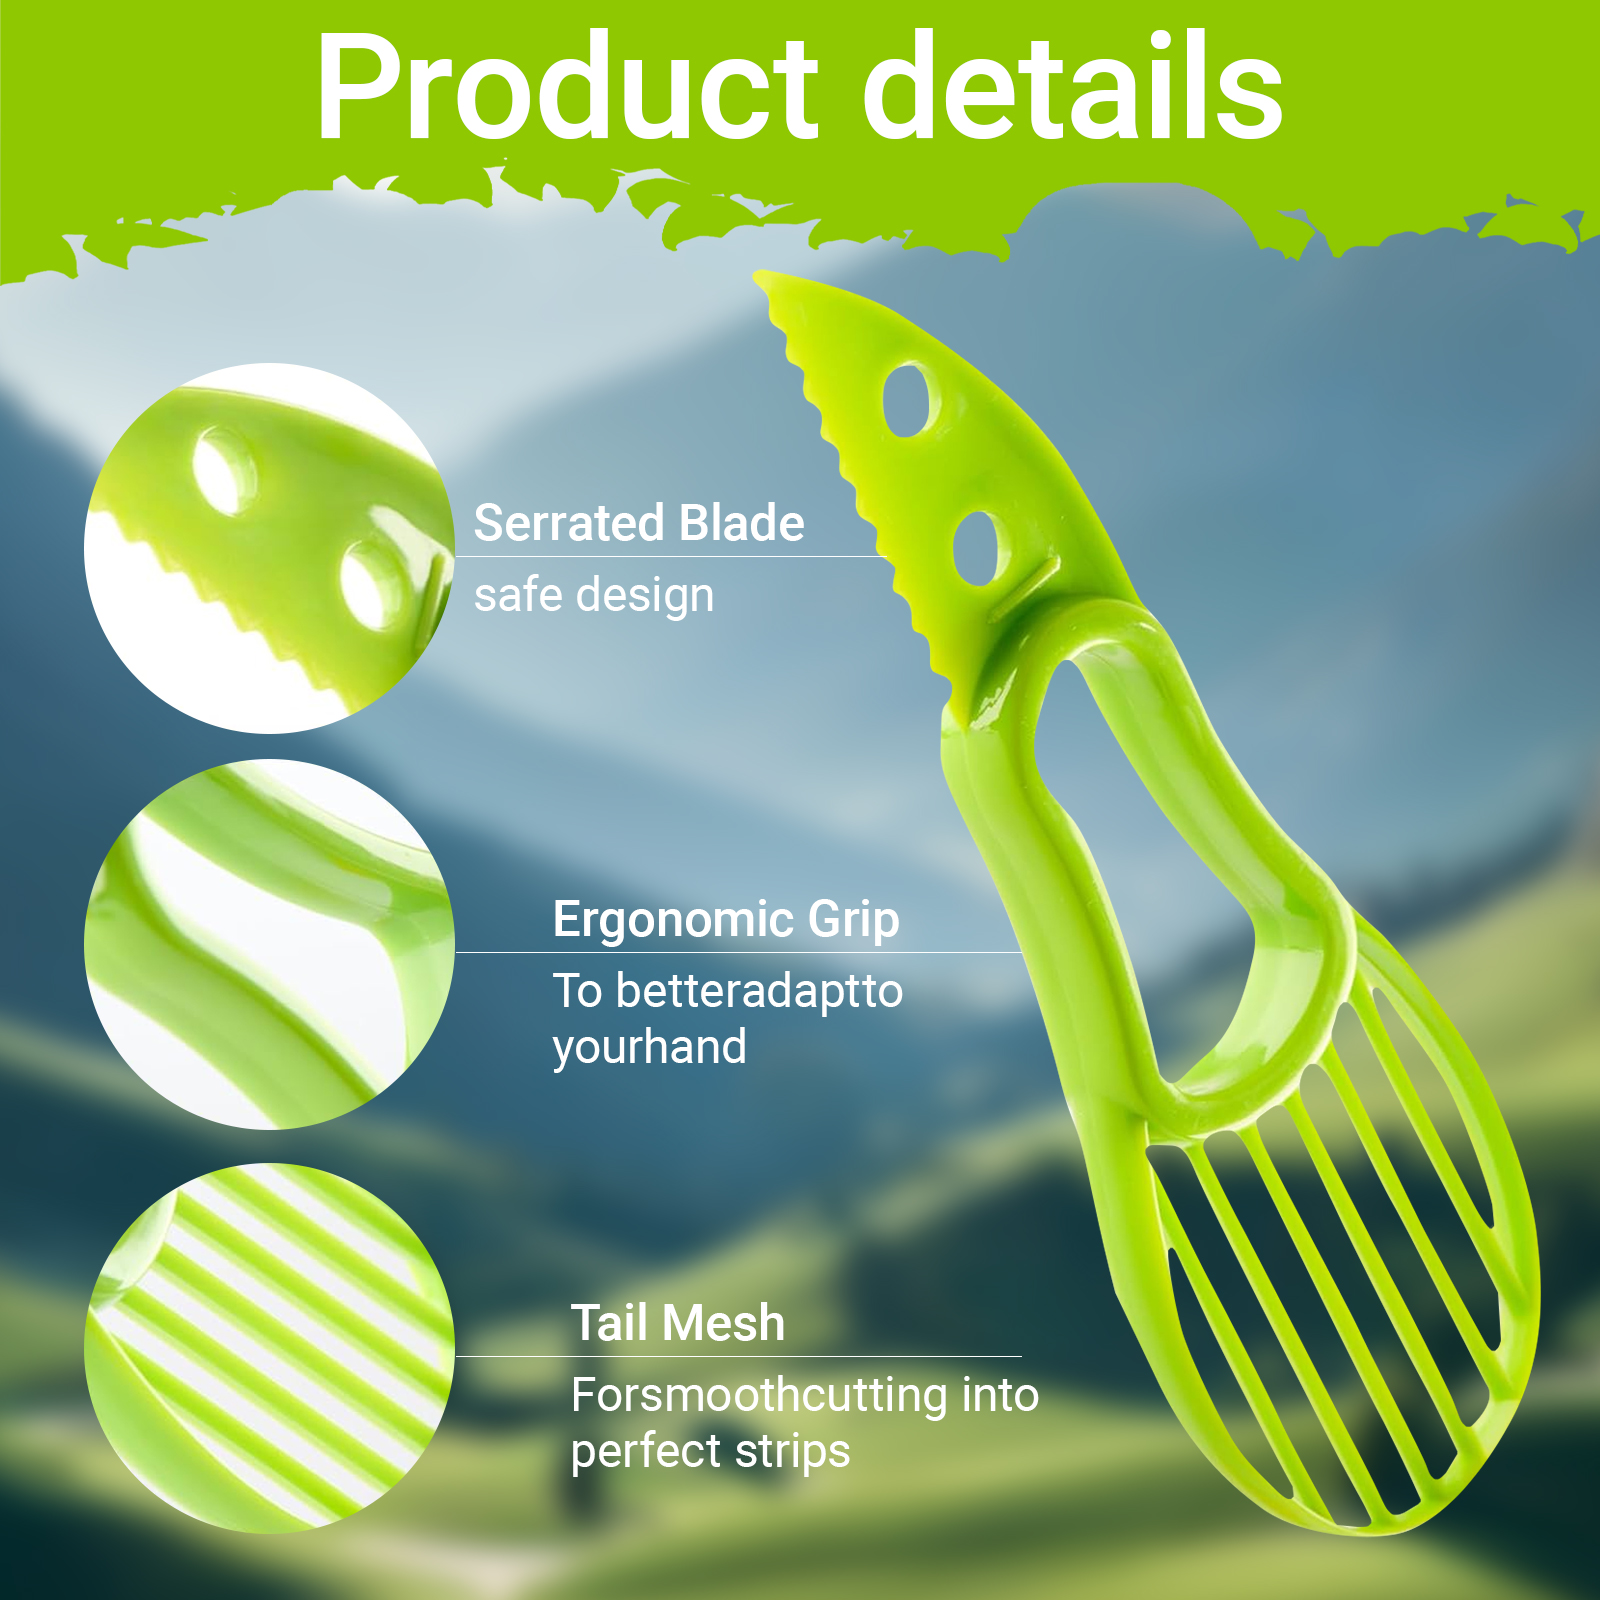 Product details
Serrated Blade
safe design
Ergonomic Grip
To betteradaptto
yourhand
Tail Mesh
Forsmoothcutting into
perfect strips